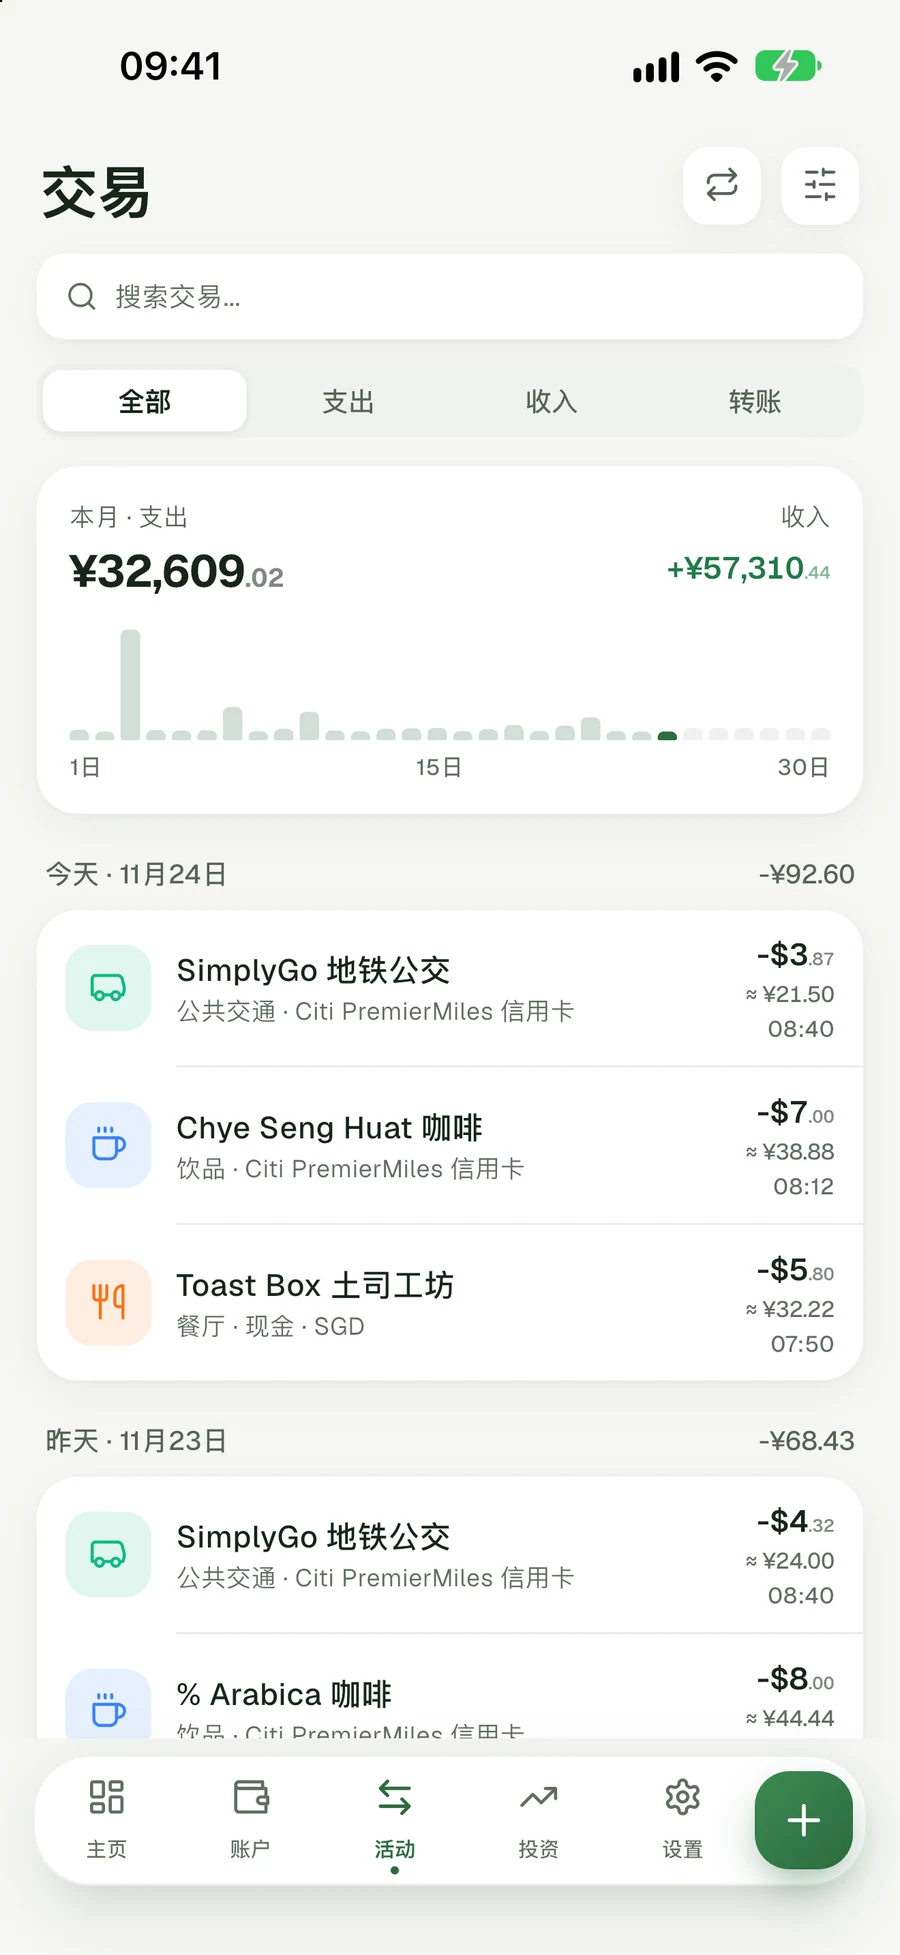 09:41
交易
搜索交易...
全部 支出 收入 转账
本月 · 支出 收入
¥32,609.02 +¥57,310.44
1日 15日 30日
今天 · 11月24日 -¥92.60
SimplyGo 地铁公交 -$3.87
公共交通 · Citi PremierMiles 信用卡 ≈ ¥21.50
08:40
Chye Seng Huat 咖啡 -$7.00
饮品 · Citi PremierMiles 信用卡 ≈ ¥38.88
08:12
Toast Box 土司工坊 -$5.80
餐厅 · 现金 · SGD ≈ ¥32.22
07:50
昨天 · 11月23日 -¥68.43
SimplyGo 地铁公交 -$4.32
公共交通 · Citi PremierMiles 信用卡 ≈ ¥24.00
08:40
% Arabica 咖啡 -$8.00
饮品 · Citi PremierMiles 信用卡 ≈ ¥44.44
主页 账户 活动 投资 设置